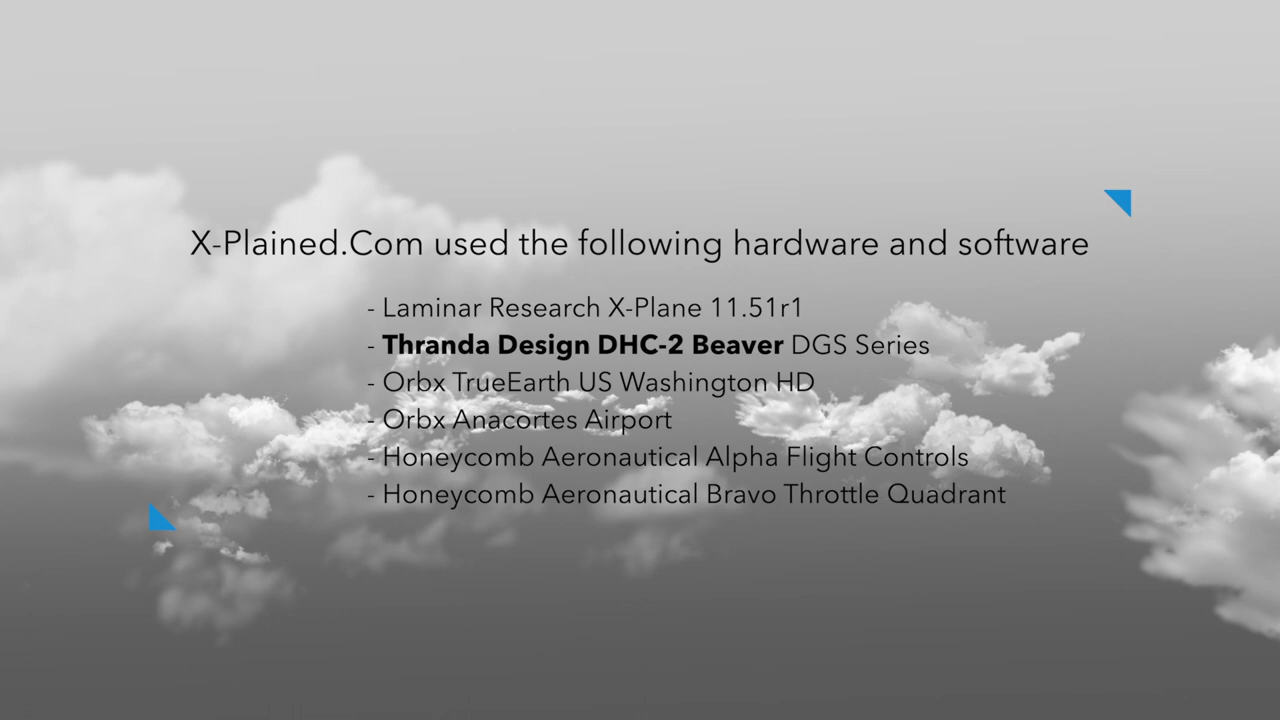 X-Plained.Com used the following hardware and software
- Laminar Research X-Plane 11.51r1
- Thranda Design DHC-2 Beaver DGS Series
- Orbx TrueEarth US Washington HD
- Orbx Anacortes Airport
- Honeycomb Aeronautical Alpha Flight Controls
- Honeycomb Aeronautical Bravo Throttle Quadrant